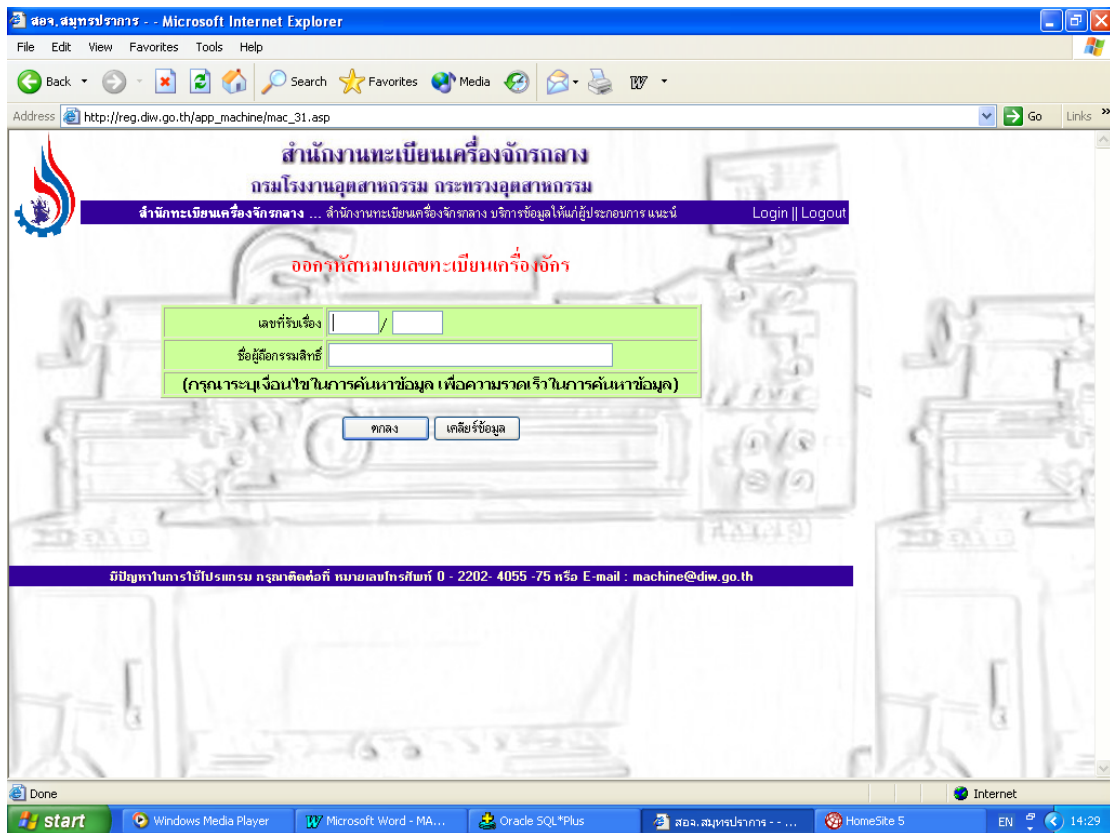 สอจ.สมุทรปราการ - - Microsoft Internet Explorer
File Edit View Favorites Tools Help
Back Search Favorites Media
Address http://reg.diw.go.th/app_machine/mac_31.asp Go Links »
สำนักงานทะเบียนเครื่องจักรกลาง
กรมโรงงานอุตสาหกรรม กระทรวงอุตสาหกรรม
สำนักทะเบียนเครื่องจักรกลาง ... สำนักงานทะเบียนเครื่องจักรกลาง บริการข้อมูลให้แก่ผู้ประกอบการ แนะนำ Login || Logout
ออกรหัสหมายเลขทะเบียนเครื่องจักร
เลขที่รับเรื่อง /
ชื่อผู้ถือกรรมสิทธิ์
(กรุณาระบุเงื่อนไขในการค้นหาข้อมูล เพื่อความรวดเร็วในการค้นหาข้อมูล)
ตกลง เคลียร์ข้อมูล
มีปัญหาในการใช้โปรแกรม กรุณาติดต่อที่ หมายเลขโทรศัพท์ 0 - 2202- 4055 -75 หรือ E-mail : machine@diw.go.th
Done Internet
start Windows Media Player Microsoft Word - MA... Oracle SQL*Plus สอจ.สมุทรปราการ - - ... HomeSite 5 EN 14:29